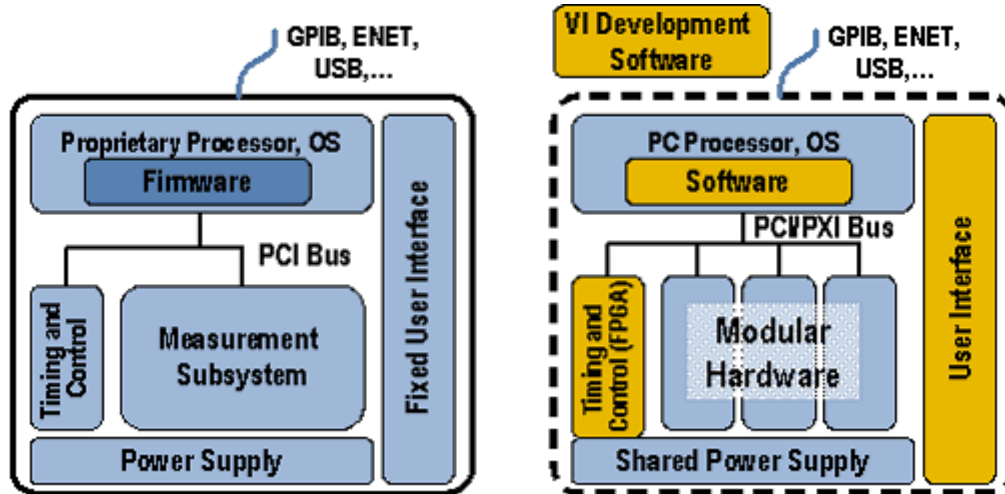 GPIB, ENET,
USB,...
Proprietary Processor, OS
Firmware
PCI Bus
Timing and
Control
Measurement
Subsystem
Fixed User Interface
Power Supply
VI Development
Software
GPIB, ENET,
USB,...
PC Processor, OS
Software
PCI/PXI Bus
Timing and
Control (FPGA)
Modular
Hardware
User Interface
Shared Power Supply